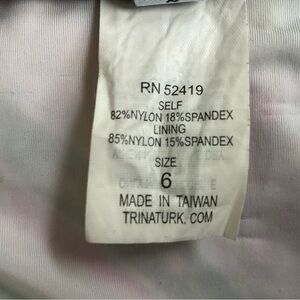 RN 52419
SELF
82%NYLON 18%SPANDEX
LINING
85%NYLON 15%SPANDEX
SIZE
6
MADE IN TAIWAN
TRINATURK.COM